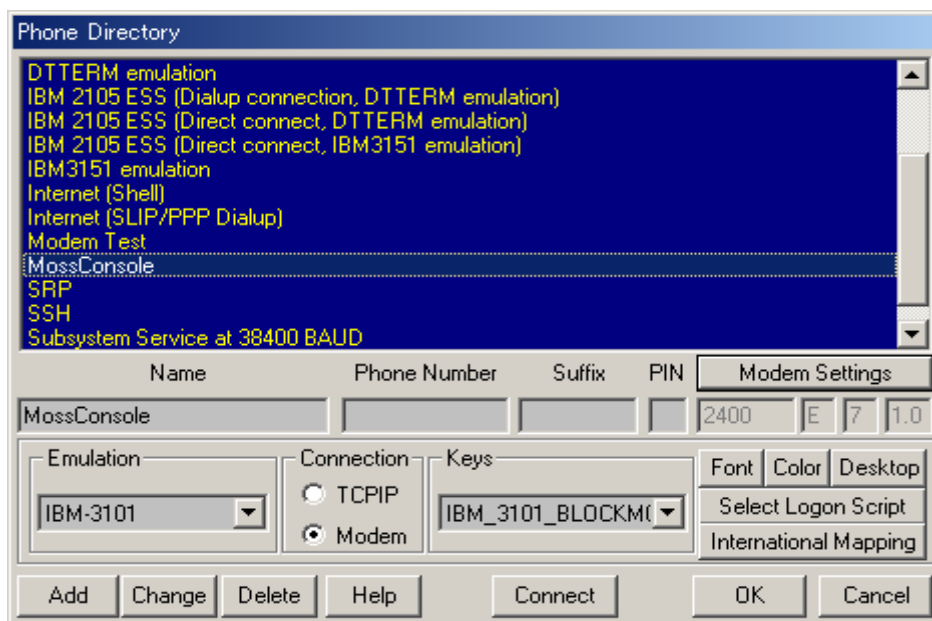 Phone Directory
DTTERM emulation
IBM 2105 ESS (Dialup connection, DTTERM emulation)
IBM 2105 ESS (Direct connect, DTTERM emulation)
IBM 2105 ESS (Direct connect, IBM3151 emulation)
IBM3151 emulation
Internet (Shell)
Internet (SLIP/PPP Dialup)
Modem Test
MossConsole
SRP
SSH
Subsystem Service at 38400 BAUD
Name Phone Number Suffix PIN Modem Settings
MossConsole 2400 E 7 1.0
Emulation Connection Keys
Font Color Desktop
TCPIP
IBM-3101 IBM_3101_BLOCKM Select Logon Script
Modem
International Mapping
Add Change Delete Help Connect OK Cancel